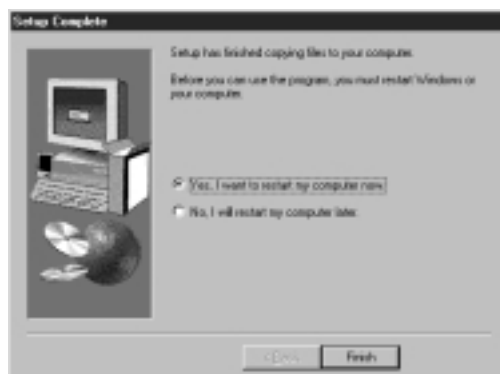 Setup Complete
Setup has finished copying files to your computer.
Before you can use the program, you must restart Windows or
your computer.
Yes, I want to restart my computer now.
No, I will restart my computer later.
< Back
Finish